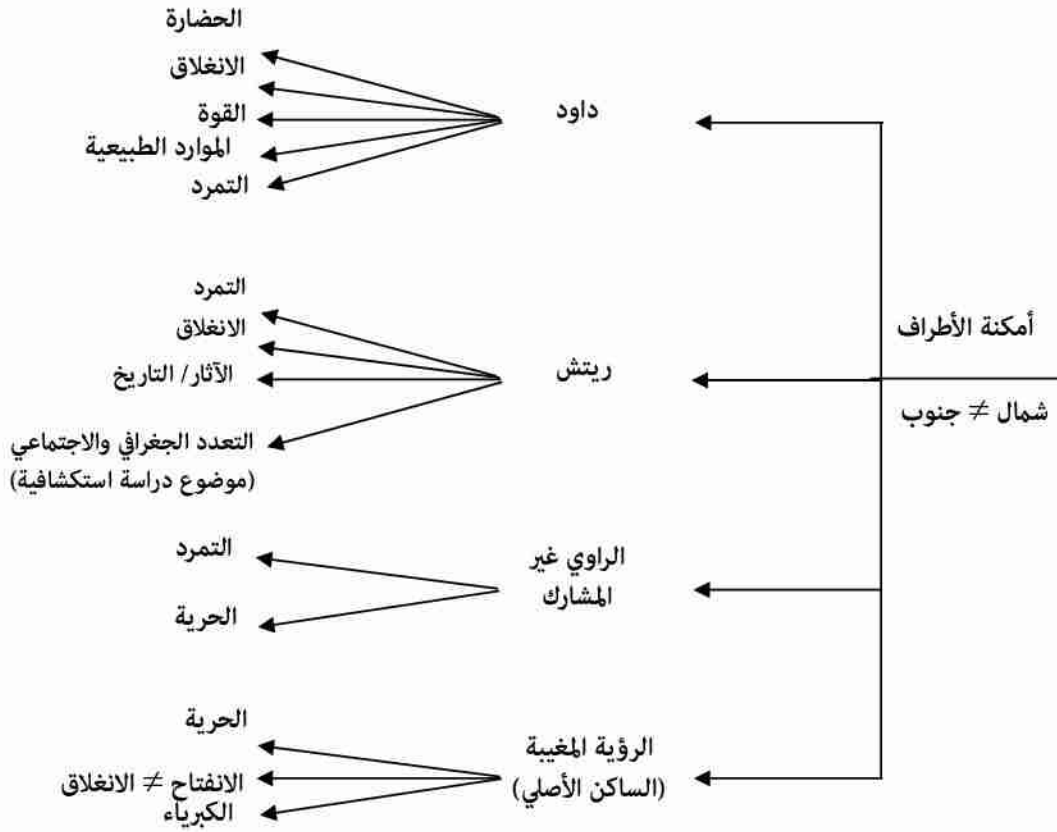 أمكنة الأطراف
شمال ≠ جنوب
داود
الحضارة
الانغلاق
القوة
الموارد الطبيعية
التمرد
ريتش
التمرد
الانغلاق
الآثار/ التاريخ
التعدد الجغرافي والاجتماعي
(موضوع دراسة استكشافية)
الراوي غير
المشارك
التمرد
الحرية
الرؤية المغيبة
(الساكن الأصلي)
الحرية
الانفتاح ≠ الانغلاق
الكبرياء